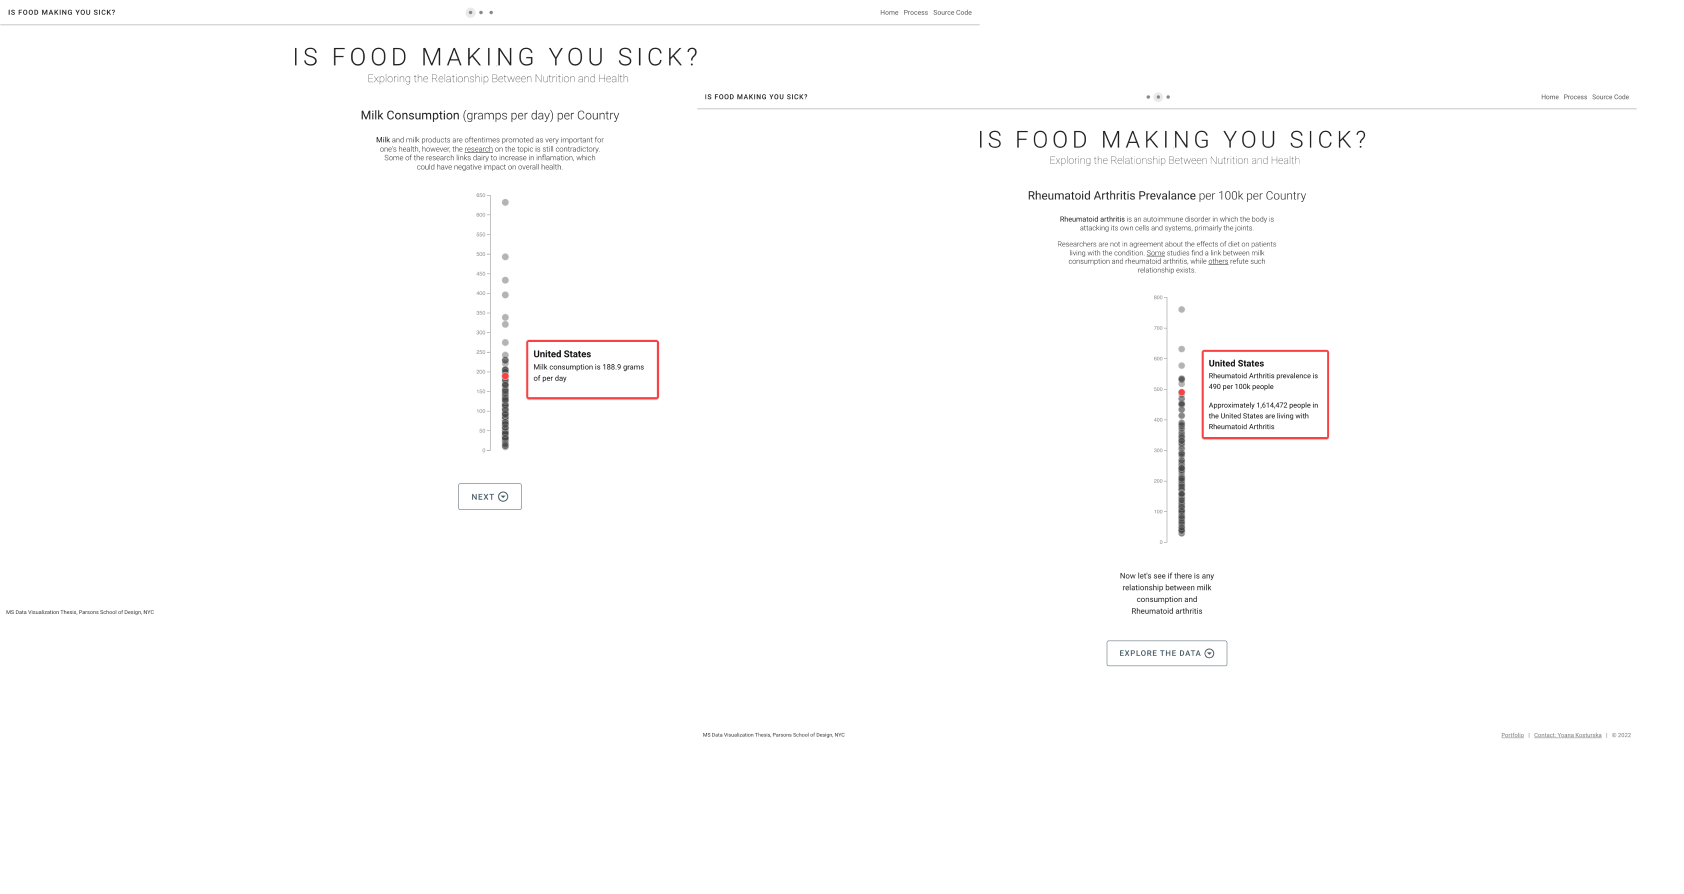 IS FOOD MAKING YOU SICK?
Home Process Source Code
IS FOOD MAKING YOU SICK?
Exploring the Relationship Between Nutrition and Health
Milk Consumption (gramps per day) per Country
Milk and milk products are oftentimes promoted as very important for
one's health, however, the research on the topic is still contradictory.
Some of the research links dairy to increase in inflamation, which
could have negative impact on overall health.
650
600
550
500
450
400
350
300
250
200
150
100
50
0
United States
Milk consumption is 188.9 grams
of per day
NEXT
MS Data Visualization Thesis, Parsons School of Design, NYC
IS FOOD MAKING YOU SICK?
Home Process Source Code
IS FOOD MAKING YOU SICK?
Exploring the Relationship Between Nutrition and Health
Rheumatoid Arthritis Prevalance per 100k per Country
Rheumatoid arthritis is an autoimmune disorder in which the body is
attacking its own cells and systems, primairly the joints.
Researchers are not in agreement about the effects of diet on patients
living with the condition. Some studies find a link between milk
consumption and rheumatoid arthritis, while others refute such
relationship exists.
800
700
600
500
400
300
200
100
0
United States
Rheumatoid Arthritis prevalence is
490 per 100k people
Approximately 1,614,472 people in
the United States are living with
Rheumatoid Arthritis
Now let's see if there is any
relationship between milk
consumption and
Rheumatoid arthritis
EXPLORE THE DATA
MS Data Visualization Thesis, Parsons School of Design, NYC
Portfolio | Contact: Yoana Kosturska | © 2022